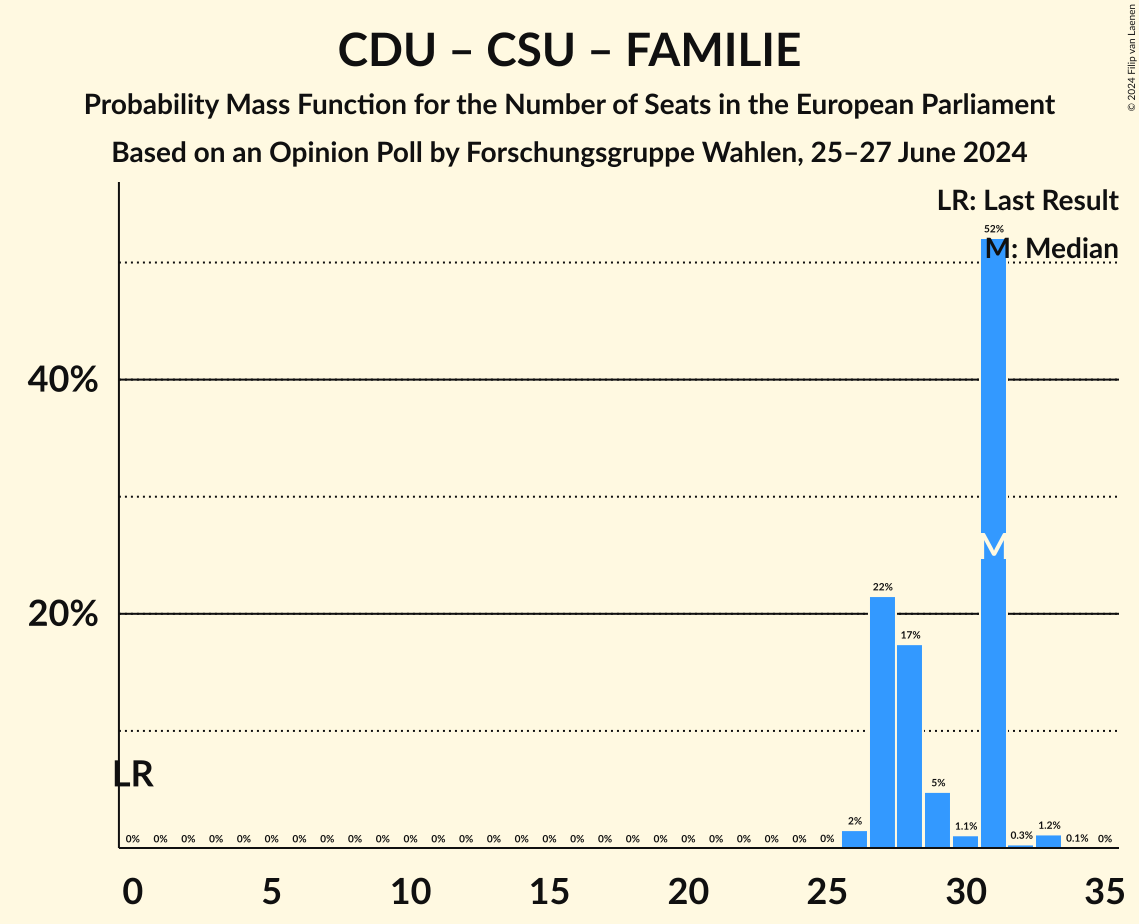 CDU – CSU – FAMILIE
Probability Mass Function for the Number of Seats in the European Parliament
Based on an Opinion Poll by Forschungsgruppe Wahlen, 25–27 June 2024
© 2024 Filip van Laenen
LR: Last Result
M: Median
52%
40%
M
22%
20%
17%
LR
5%
2%
1.1%
0.3%
1.2%
0.1%
0% 0% 0% 0% 0% 0% 0% 0% 0% 0% 0% 0% 0% 0% 0% 0% 0% 0% 0% 0% 0% 0% 0% 0% 0% 0% 0%
0 5 10 15 20 25 30 35